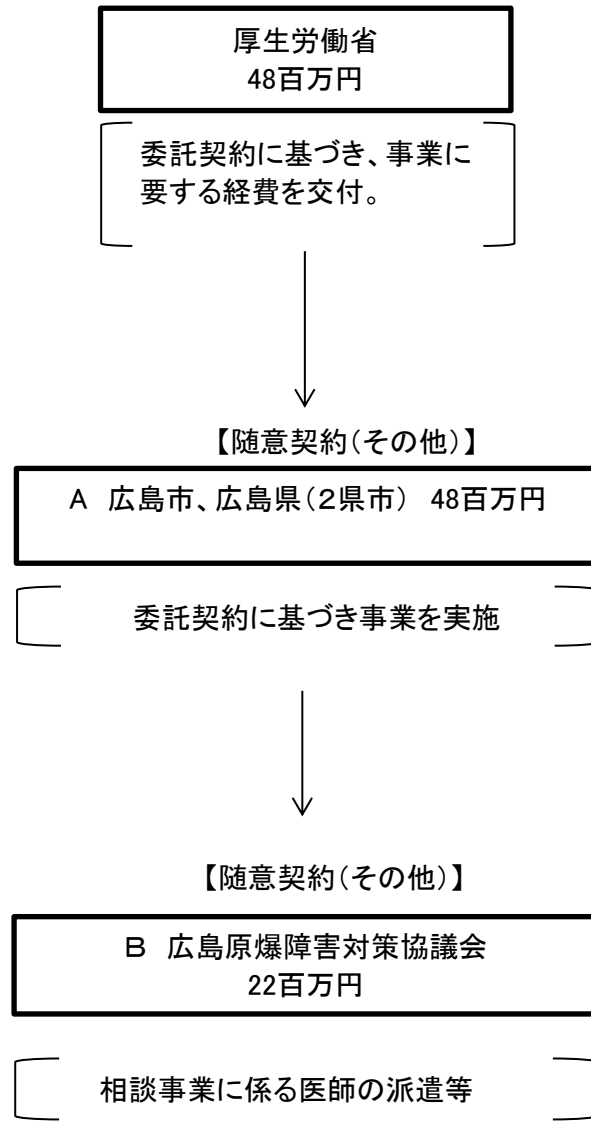 厚生労働省
48百万円
委託契約に基づき、事業に
要する経費を交付。
【随意契約（その他）】
A 広島市、広島県（２県市） 48百万円
委託契約に基づき事業を実施
【随意契約（その他）】
B 広島原爆障害対策協議会
22百万円
相談事業に係る医師の派遣等